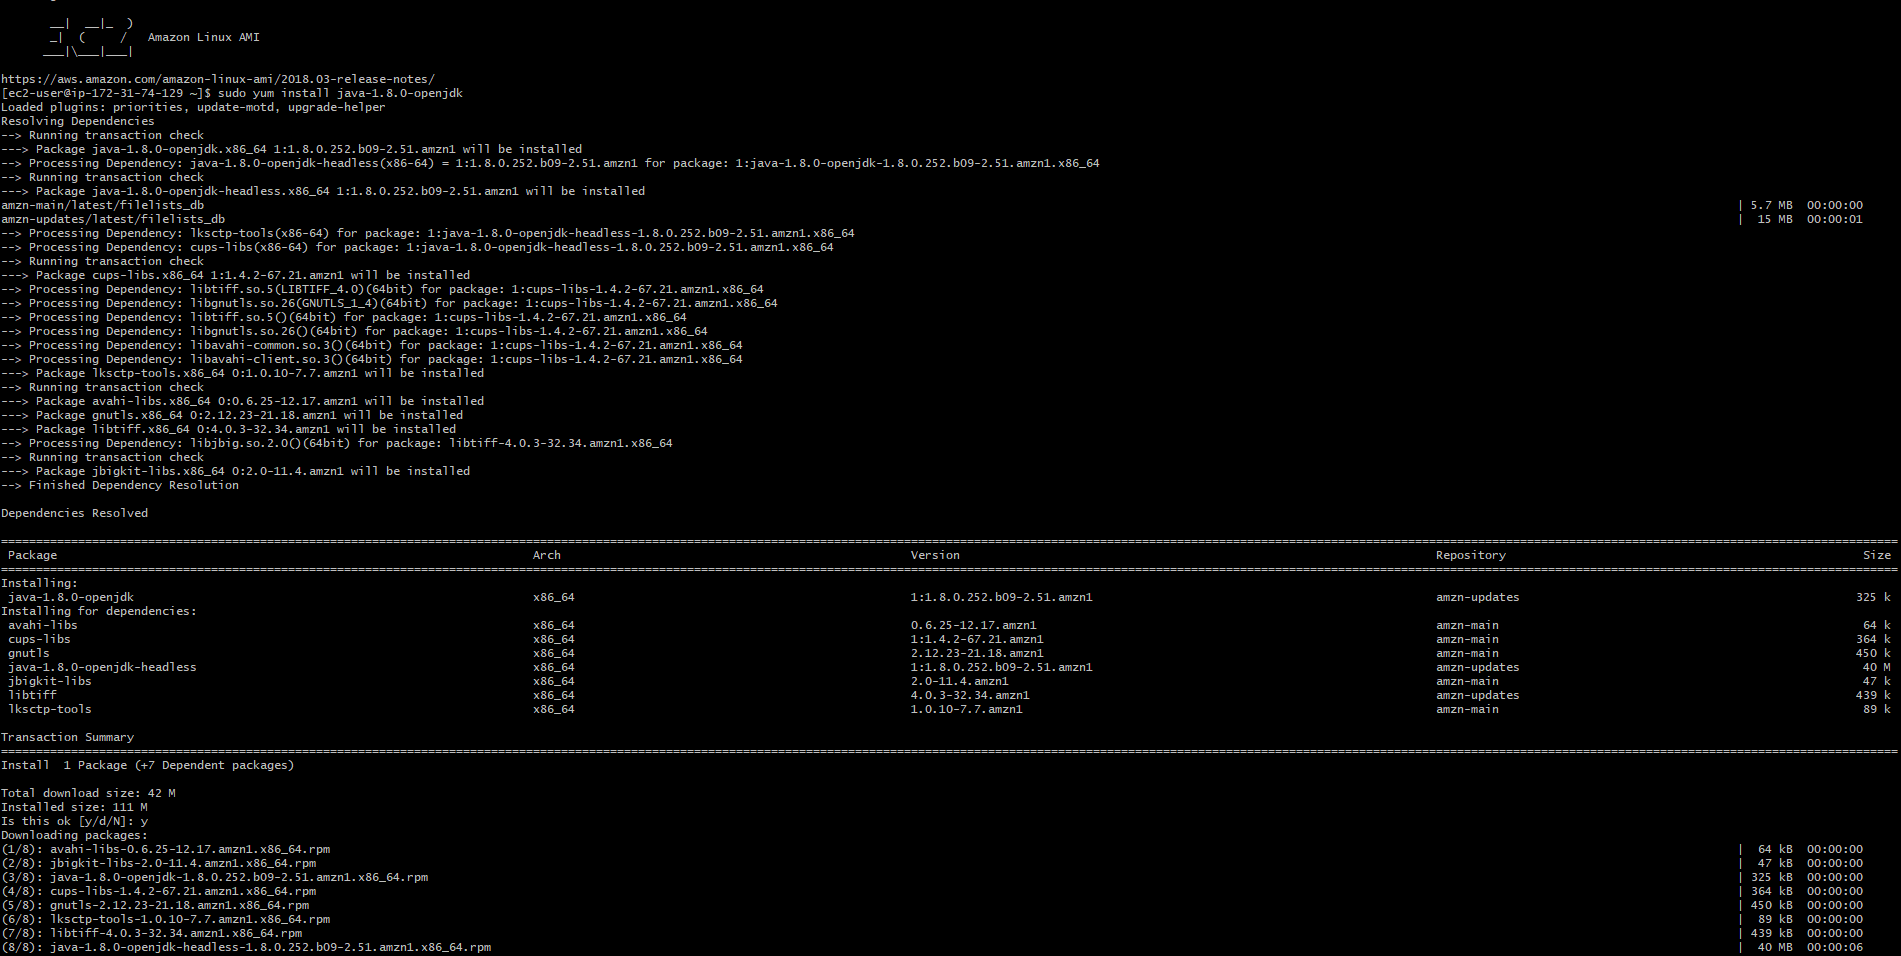 __|  __|_  )
_|  (     /   Amazon Linux AMI
___|\___|___|
https://aws.amazon.com/amazon-linux-ami/2018.03-release-notes/
[ec2-user@ip-172-31-74-129 ~]$ sudo yum install java-1.8.0-openjdk
Loaded plugins: priorities, update-motd, upgrade-helper
Resolving Dependencies
--> Running transaction check
---> Package java-1.8.0-openjdk.x86_64 1:1.8.0.252.b09-2.51.amzn1 will be installed
--> Processing Dependency: java-1.8.0-openjdk-headless(x86-64) = 1:1.8.0.252.b09-2.51.amzn1 for package: 1:java-1.8.0-openjdk-1.8.0.252.b09-2.51.amzn1.x86_64
--> Running transaction check
---> Package java-1.8.0-openjdk-headless.x86_64 1:1.8.0.252.b09-2.51.amzn1 will be installed
amzn-main/latest/filelists_db | 5.7 MB 00:00:00
amzn-updates/latest/filelists_db | 15 MB 00:00:01
--> Processing Dependency: lksctp-tools(x86-64) for package: 1:java-1.8.0-openjdk-headless-1.8.0.252.b09-2.51.amzn1.x86_64
--> Processing Dependency: cups-libs(x86-64) for package: 1:java-1.8.0-openjdk-headless-1.8.0.252.b09-2.51.amzn1.x86_64
--> Running transaction check
---> Package cups-libs.x86_64 1:1.4.2-67.21.amzn1 will be installed
--> Processing Dependency: libtiff.so.5(LIBTIFF_4.0)(64bit) for package: 1:cups-libs-1.4.2-67.21.amzn1.x86_64
--> Processing Dependency: libgnutls.so.26(GNUTLS_1_4)(64bit) for package: 1:cups-libs-1.4.2-67.21.amzn1.x86_64
--> Processing Dependency: libtiff.so.5()(64bit) for package: 1:cups-libs-1.4.2-67.21.amzn1.x86_64
--> Processing Dependency: libgnutls.so.26()(64bit) for package: 1:cups-libs-1.4.2-67.21.amzn1.x86_64
--> Processing Dependency: libavahi-common.so.3()(64bit) for package: 1:cups-libs-1.4.2-67.21.amzn1.x86_64
--> Processing Dependency: libavahi-client.so.3()(64bit) for package: 1:cups-libs-1.4.2-67.21.amzn1.x86_64
---> Package lksctp-tools.x86_64 0:1.0.10-7.7.amzn1 will be installed
--> Running transaction check
---> Package avahi-libs.x86_64 0:0.6.25-12.17.amzn1 will be installed
---> Package gnutls.x86_64 0:2.12.23-21.18.amzn1 will be installed
---> Package libtiff.x86_64 0:4.0.3-32.34.amzn1 will be installed
--> Processing Dependency: libjbig.so.2.0()(64bit) for package: libtiff-4.0.3-32.34.amzn1.x86_64
--> Running transaction check
---> Package jbigkit-libs.x86_64 0:2.0-11.4.amzn1 will be installed
--> Finished Dependency Resolution
Dependencies Resolved
Package Arch Version Repository Size
Installing:
java-1.8.0-openjdk x86_64 1:1.8.0.252.b09-2.51.amzn1 amzn-updates 325 k
Installing for dependencies:
avahi-libs x86_64 0.6.25-12.17.amzn1 amzn-main 64 k
cups-libs x86_64 1:1.4.2-67.21.amzn1 amzn-main 364 k
gnutls x86_64 2.12.23-21.18.amzn1 amzn-main 450 k
java-1.8.0-openjdk-headless x86_64 1:1.8.0.252.b09-2.51.amzn1 amzn-updates 40 M
jbigkit-libs x86_64 2.0-11.4.amzn1 amzn-main 47 k
libtiff x86_64 4.0.3-32.34.amzn1 amzn-updates 439 k
lksctp-tools x86_64 1.0.10-7.7.amzn1 amzn-main 89 k
Transaction Summary
Install  1 Package (+7 Dependent packages)
Total download size: 42 M
Installed size: 111 M
Is this ok [y/d/N]: y
Downloading packages:
(1/8): avahi-libs-0.6.25-12.17.amzn1.x86_64.rpm | 64 kB 00:00:00
(2/8): jbigkit-libs-2.0-11.4.amzn1.x86_64.rpm | 47 kB 00:00:00
(3/8): java-1.8.0-openjdk-1.8.0.252.b09-2.51.amzn1.x86_64.rpm | 325 kB 00:00:00
(4/8): cups-libs-1.4.2-67.21.amzn1.x86_64.rpm | 364 kB 00:00:00
(5/8): gnutls-2.12.23-21.18.amzn1.x86_64.rpm | 450 kB 00:00:00
(6/8): lksctp-tools-1.0.10-7.7.amzn1.x86_64.rpm | 89 kB 00:00:00
(7/8): libtiff-4.0.3-32.34.amzn1.x86_64.rpm | 439 kB 00:00:00
(8/8): java-1.8.0-openjdk-headless-1.8.0.252.b09-2.51.amzn1.x86_64.rpm | 40 MB 00:00:06